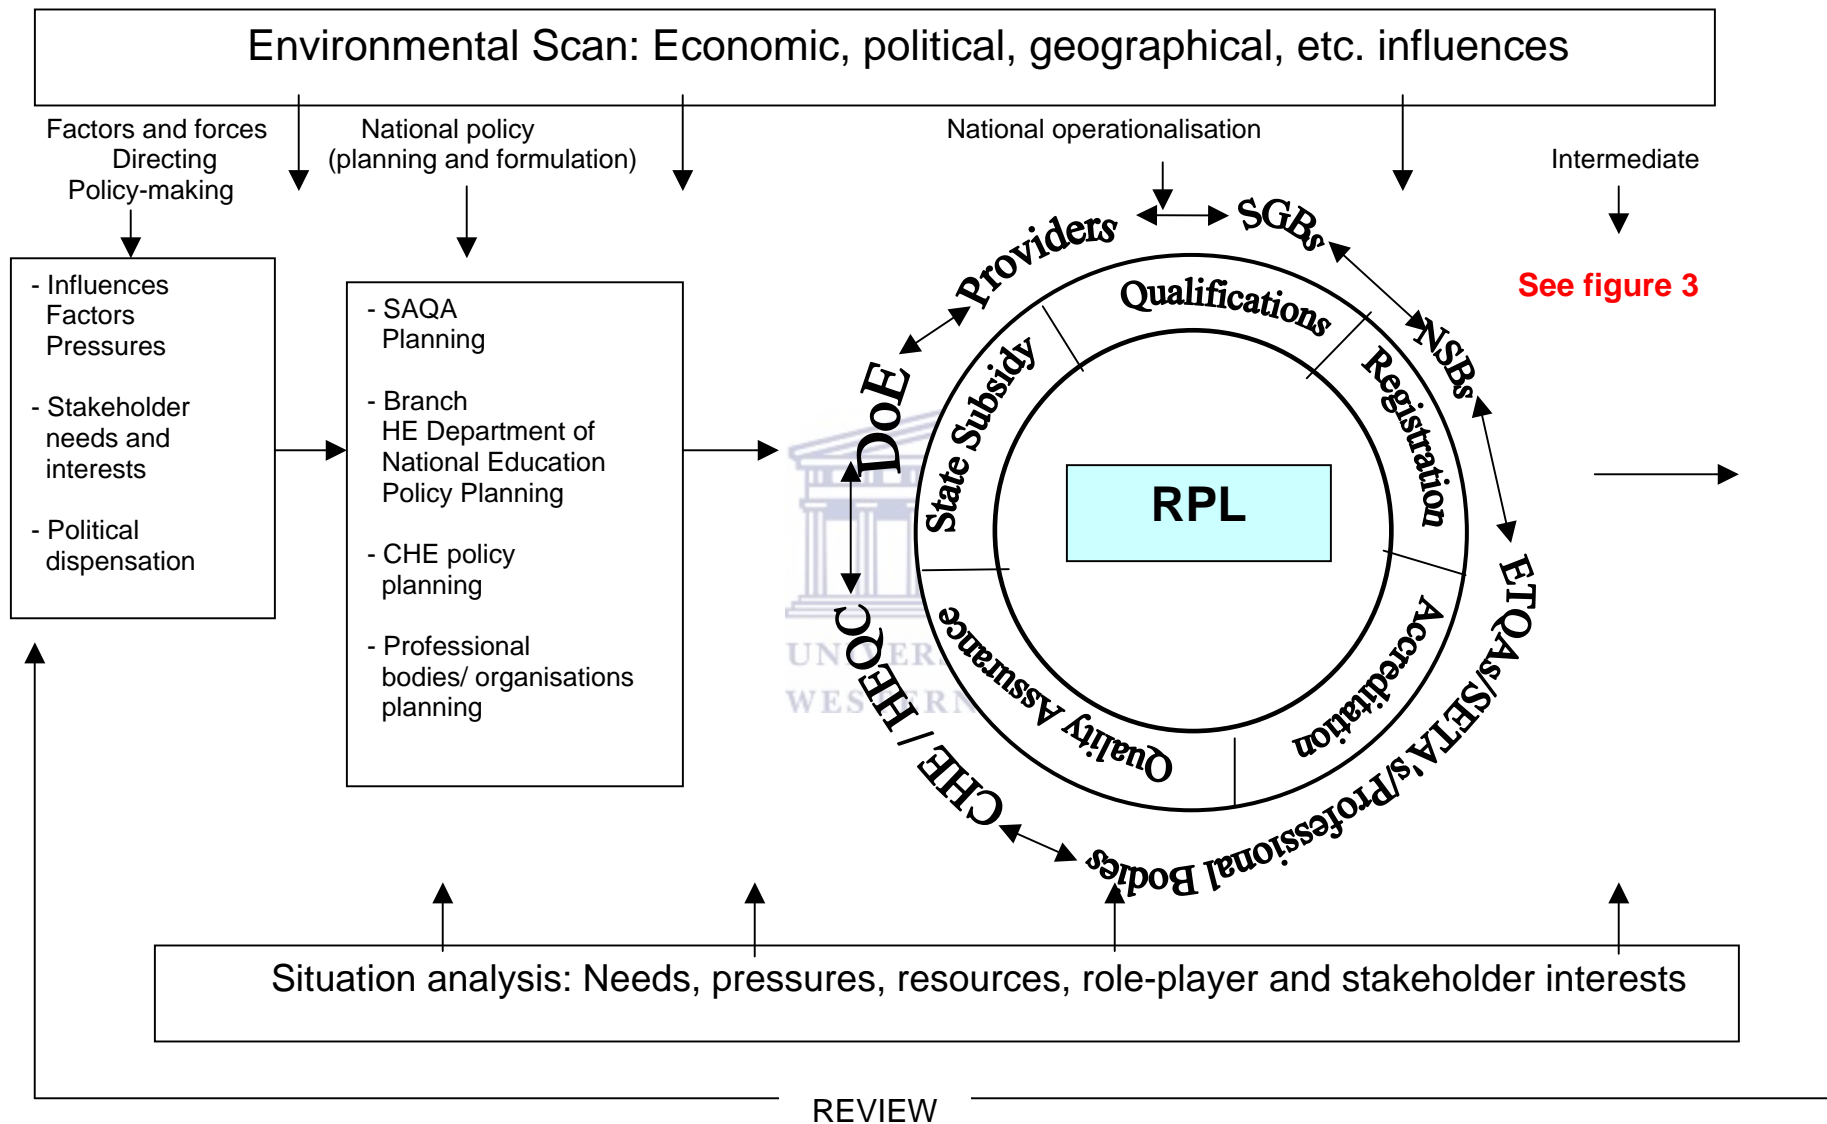 Environmental Scan: Economic, political, geographical, etc. influences
Factors and forces
Directing
Policy-making
National policy
(planning and formulation)
National operationalisation
Intermediate
- Influences
Factors
Pressures
- Stakeholder
needs and
interests
- Political
dispensation
- SAQA
Planning
- Branch
HE Department of
National Education
Policy Planning
- CHE policy
planning
- Professional
bodies/ organisations
planning
Providers
SGBs
NSBs
ETQAs/SETA's/Professional Bodies
CHE / HEQC
DoE
Qualifications
Registration
Accreditation
Quality Assurance
State Subsidy
RPL
See figure 3
UNIVERS
WESTERN
Situation analysis: Needs, pressures, resources, role-player and stakeholder interests
REVIEW